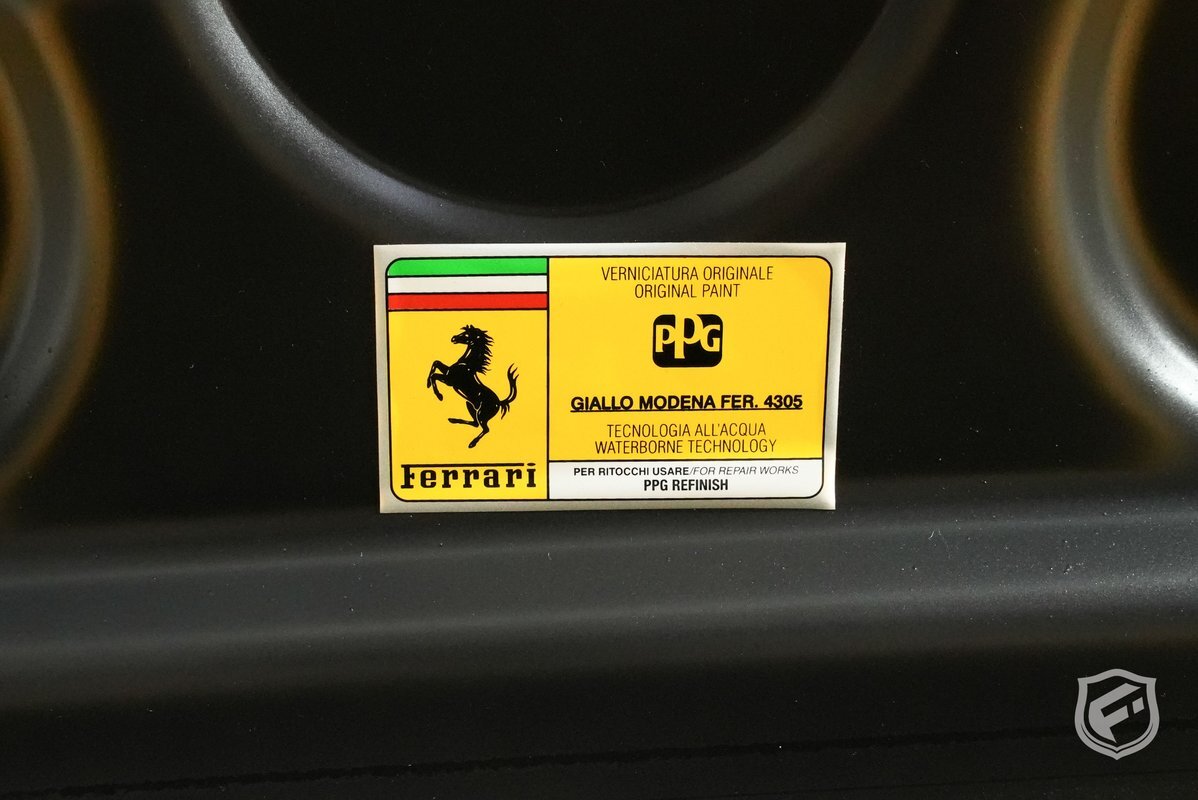 Ferrari
VERNICIATURA ORIGINALE
ORIGINAL PAINT
PPG
GIALLO MODENA FER. 4305
TECNOLOGIA ALL'ACQUA
WATERBORNE TECHNOLOGY
PER RITOCCHI USARE/FOR REPAIR WORKS
PPG REFINISH